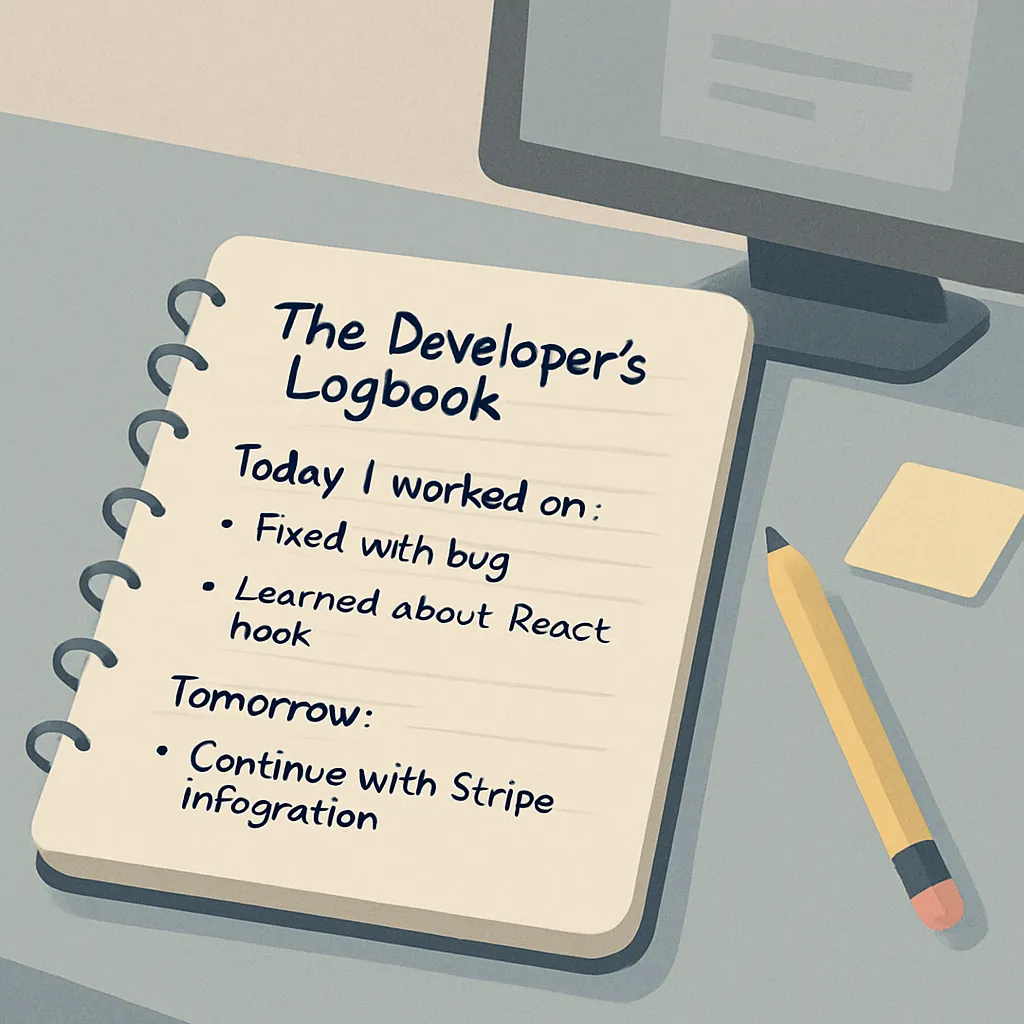 The Developer's
Logbook
Today I worked on:
• Fixed with bug
• Learned about React
hook
Tomorrow:
• Continue with Stripe
infogration